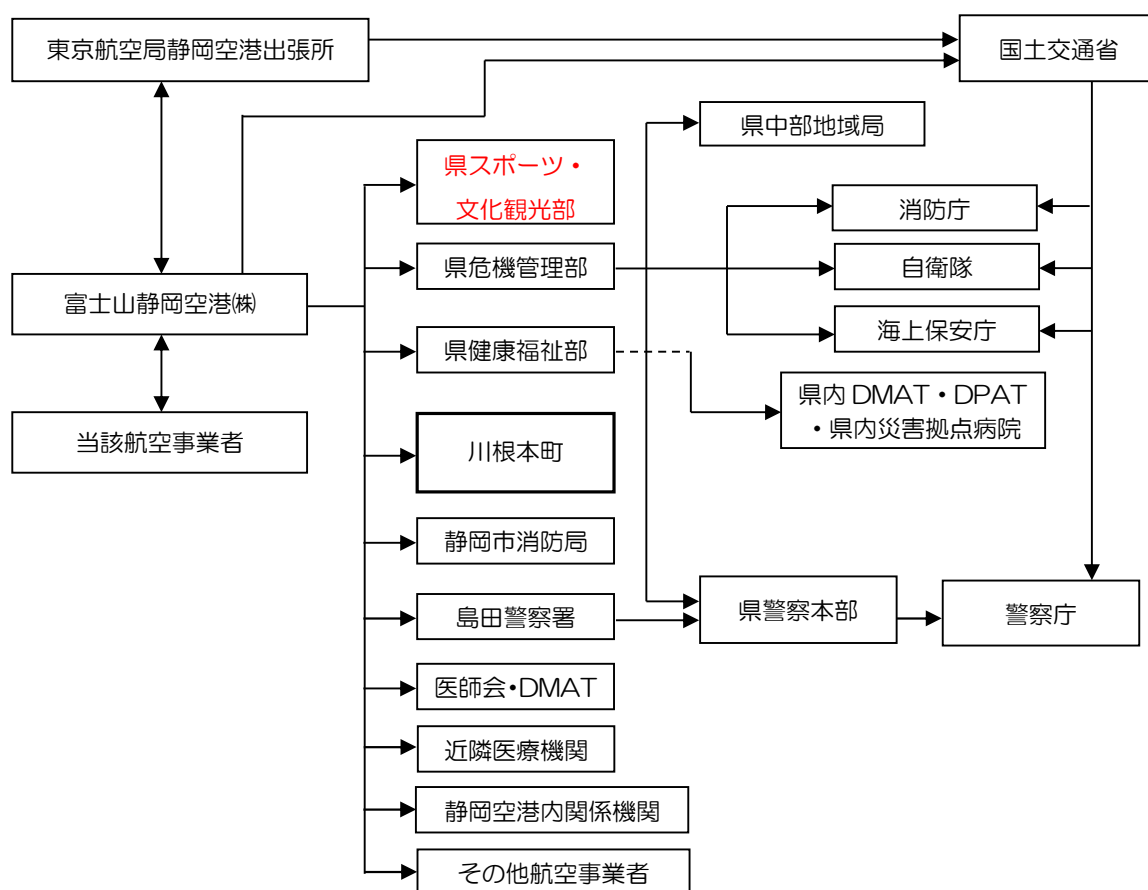 東京航空局静岡空港出張所
国土交通省
県中部地域局
県スポーツ・
文化観光部
消防庁
県危機管理部
自衛隊
富士山静岡空港㈱
海上保安庁
県健康福祉部
県内DMAT・DPAT
・県内災害拠点病院
当該航空事業者
川根本町
静岡市消防局
島田警察署
県警察本部
警察庁
医師会・DMAT
近隣医療機関
静岡空港内関係機関
その他航空事業者